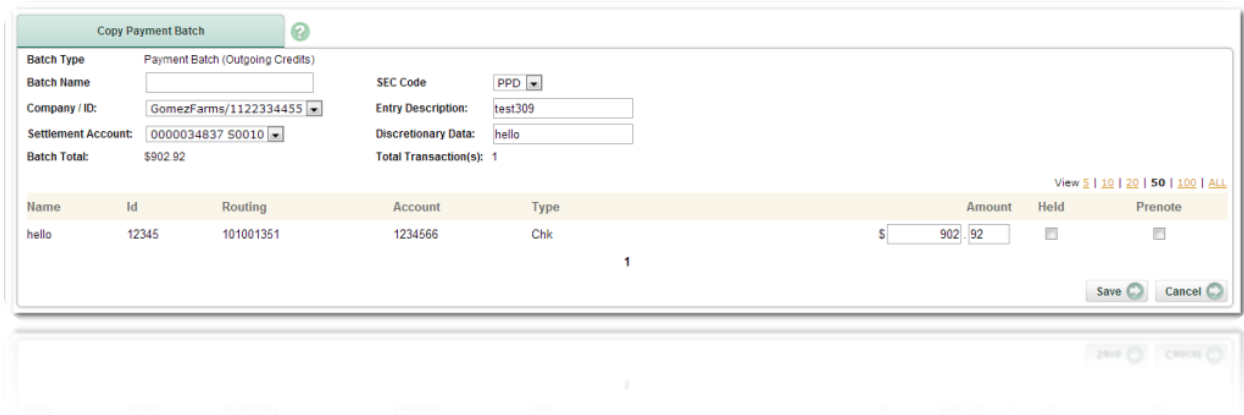 Copy Payment Batch ?
Batch Type Payment Batch (Outgoing Credits)
Batch Name SEC Code PPD
Company / ID: GomezFarms/1122334455 Entry Description: test309
Settlement Account: 0000034837 S0010 Discretionary Data: hello
Batch Total: $902.92 Total Transaction(s): 1
View 5 | 10 | 20 | 50 | 100 | ALL
Name Id Routing Account Type Amount Held Prenote
hello 12345 101001351 1234566 Chk $ 902 . 92
1
Save Cancel